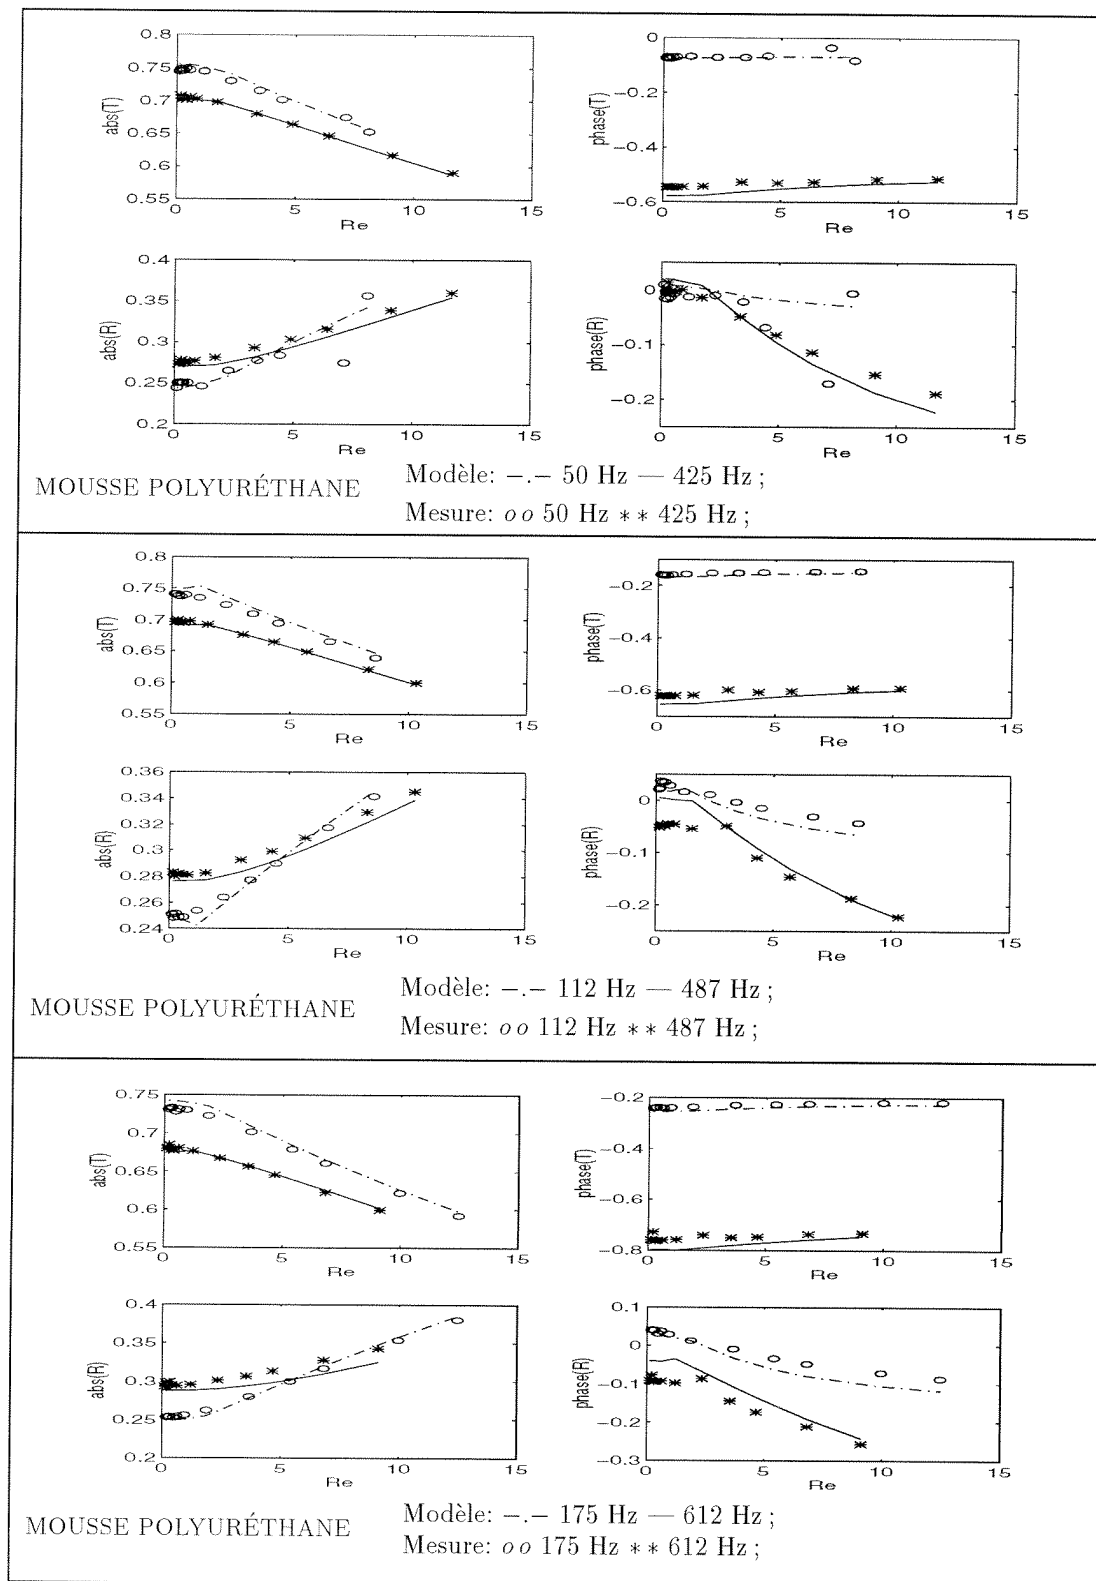 0.8
0.75
0.7
0.65
0.6
0.55
0 5 10 15
abs(T)
Re
0
−0.2
−0.4
−0.6
0 5 10 15
phase(T)
Re
0.4
0.35
0.3
0.25
0.2
0 5 10 15
abs(R)
Re
0
−0.1
−0.2
0 5 10 15
phase(R)
Re
MOUSSE POLYURÉTHANE
Modèle: −.− 50 Hz — 425 Hz ;
Mesure: o o 50 Hz ∗ ∗ 425 Hz ;
0.8
0.75
0.7
0.65
0.6
0.55
0 5 10 15
abs(T)
Re
−0.2
−0.4
−0.6
0 5 10 15
phase(T)
Re
0.36
0.34
0.32
0.3
0.28
0.26
0.24
0 5 10 15
abs(R)
Re
0
−0.1
−0.2
0 5 10 15
phase(R)
Re
MOUSSE POLYURÉTHANE
Modèle: −.− 112 Hz — 487 Hz ;
Mesure: o o 112 Hz ∗ ∗ 487 Hz ;
0.75
0.7
0.65
0.6
0.55
0 5 10 15
abs(T)
Re
−0.2
−0.4
−0.6
−0.8
0 5 10 15
phase(T)
Re
0.4
0.35
0.3
0.25
0.2
0 5 10 15
abs(R)
Re
0.1
0
−0.1
−0.2
−0.3
0 5 10 15
phase(R)
Re
MOUSSE POLYURÉTHANE
Modèle: −.− 175 Hz — 612 Hz ;
Mesure: o o 175 Hz ∗ ∗ 612 Hz ;